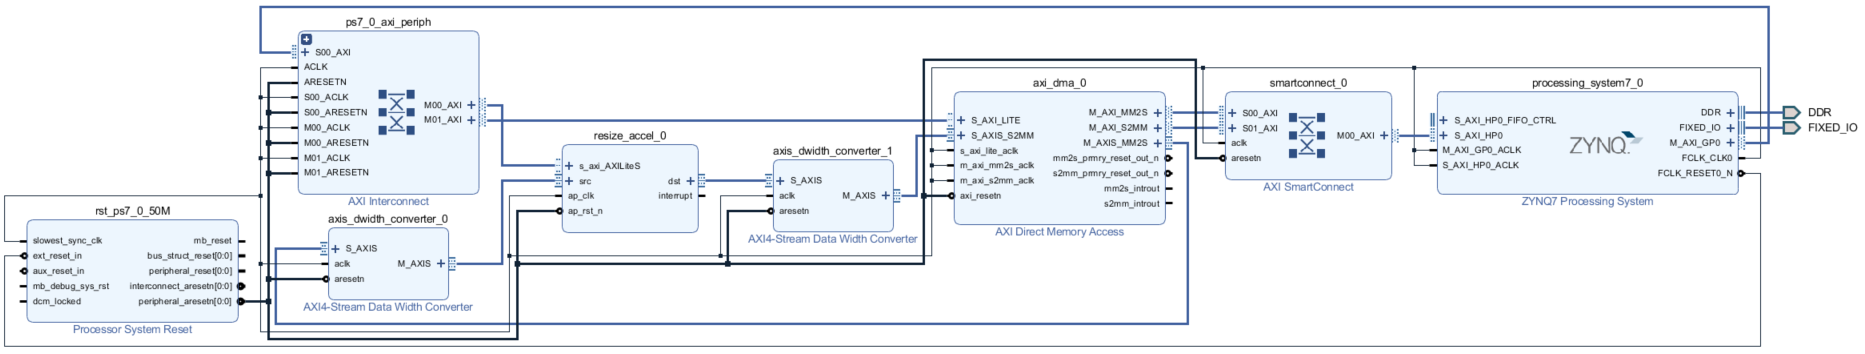 ps7_0_axi_periph
S00_AXI
ACLK
ARESETN
S00_ACLK
S00_ARESETN
M00_ACLK
M00_ARESETN
M01_ACLK
M01_ARESETN
M00_AXI
M01_AXI
AXI Interconnect
rst_ps7_0_50M
slowest_sync_clk
ext_reset_in
aux_reset_in
mb_debug_sys_rst
dcm_locked
mb_reset
bus_struct_reset[0:0]
peripheral_reset[0:0]
interconnect_aresetn[0:0]
peripheral_aresetn[0:0]
Processor System Reset
axis_dwidth_converter_0
S_AXIS
aclk
aresetn
M_AXIS
AXI4-Stream Data Width Converter
resize_accel_0
s_axi_AXILiteS
src
ap_clk
ap_rst_n
dst
interrupt
axis_dwidth_converter_1
S_AXIS
aclk
aresetn
M_AXIS
AXI4-Stream Data Width Converter
axi_dma_0
S_AXI_LITE
S_AXIS_S2MM
s_axi_lite_aclk
m_axi_mm2s_aclk
m_axi_s2mm_aclk
axi_resetn
M_AXI_MM2S
M_AXI_S2MM
M_AXIS_MM2S
mm2s_prmry_reset_out_n
s2mm_prmry_reset_out_n
mm2s_introut
s2mm_introut
AXI Direct Memory Access
smartconnect_0
S00_AXI
S01_AXI
aclk
aresetn
M00_AXI
AXI SmartConnect
processing_system7_0
S_AXI_HP0_FIFO_CTRL
S_AXI_HP0
M_AXI_GP0_ACLK
S_AXI_HP0_ACLK
ZYNQ
DDR
FIXED_IO
M_AXI_GP0
FCLK_CLK0
FCLK_RESET0_N
ZYNQ7 Processing System
DDR
FIXED_IO